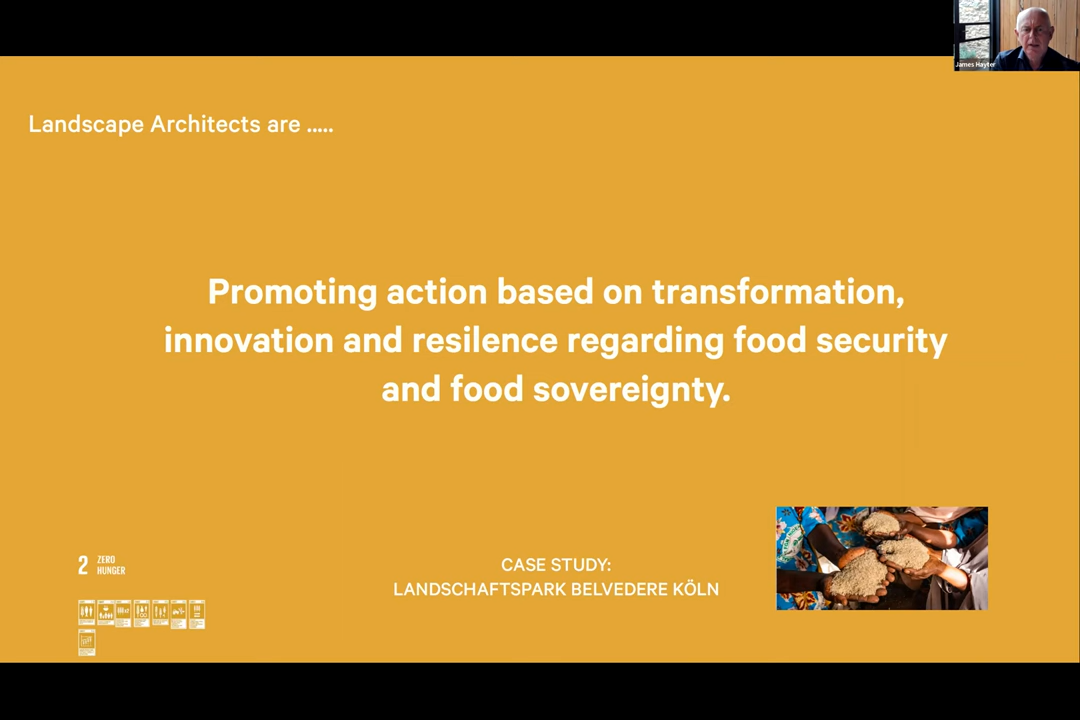 James Hayter
Landscape Architects are .....
Promoting action based on transformation,
innovation and resilence regarding food security
and food sovereignty.
2 ZERO
HUNGER
CASE STUDY:
LANDSCHAFTSPARK BELVEDERE KÖLN